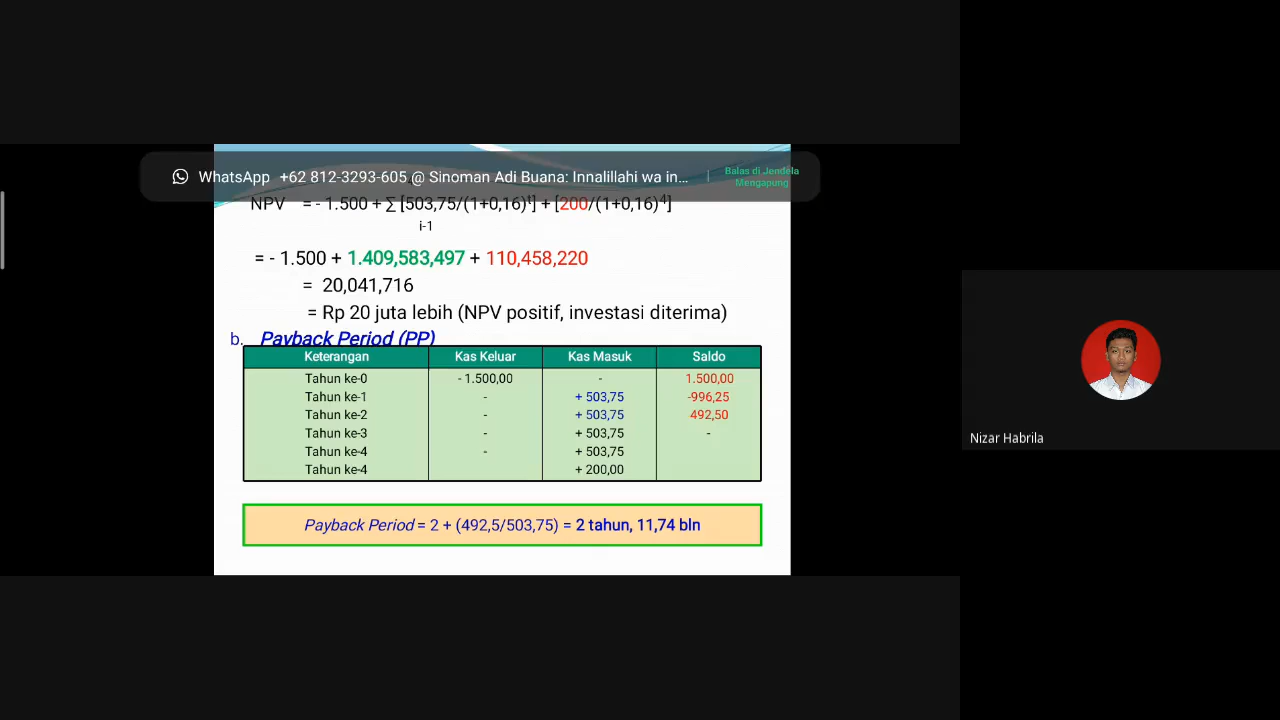 WhatsApp +62 812-3293-605 @ Sinoman Adi Buana: Innalillahi wa in... | Balas di Jendela Mengapung
NPV = - 1.500 + Σ [503,75/(1+0,16)ᵗ] + [200/(1+0,16)⁴]
i-1
= - 1.500 + 1.409,583,497 + 110,458,220
= 20,041,716
= Rp 20 juta lebih (NPV positif, investasi diterima)
b. Payback Period (PP)
Keterangan Kas Keluar Kas Masuk Saldo
Tahun ke-0 - 1.500,00 - 1.500,00
Tahun ke-1 - + 503,75 -996,25
Tahun ke-2 - + 503,75 492,50
Tahun ke-3 - + 503,75 -
Tahun ke-4 - + 503,75
Tahun ke-4 + 200,00
Payback Period = 2 + (492,5/503,75) = 2 tahun, 11,74 bln
Nizar Habrila